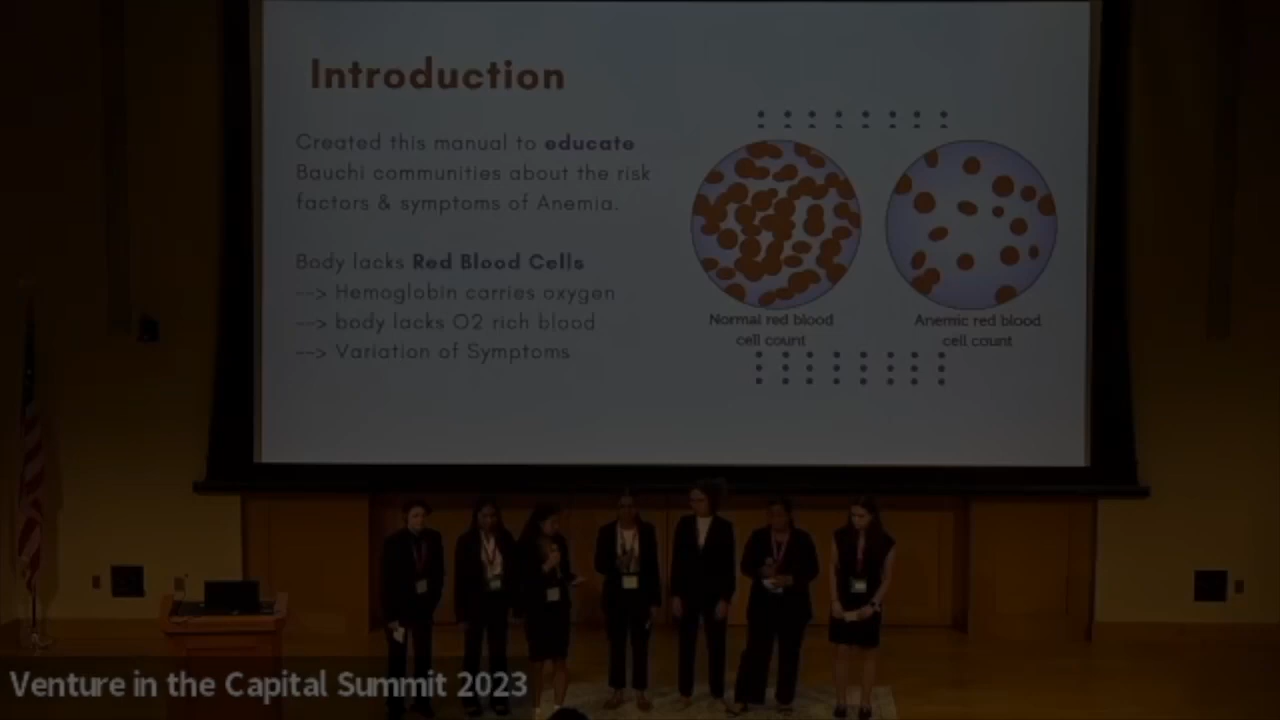 Introduction
Created this manual to educate
Bauchi communities about the risk
factors & symptoms of Anemia.
Body lacks Red Blood Cells
--> Hemoglobin carries oxygen
--> body lacks O2 rich blood
--> Variation of Symptoms
Normal red blood
cell count
Anemic red blood
cell count
Venture in the Capital Summit 2023